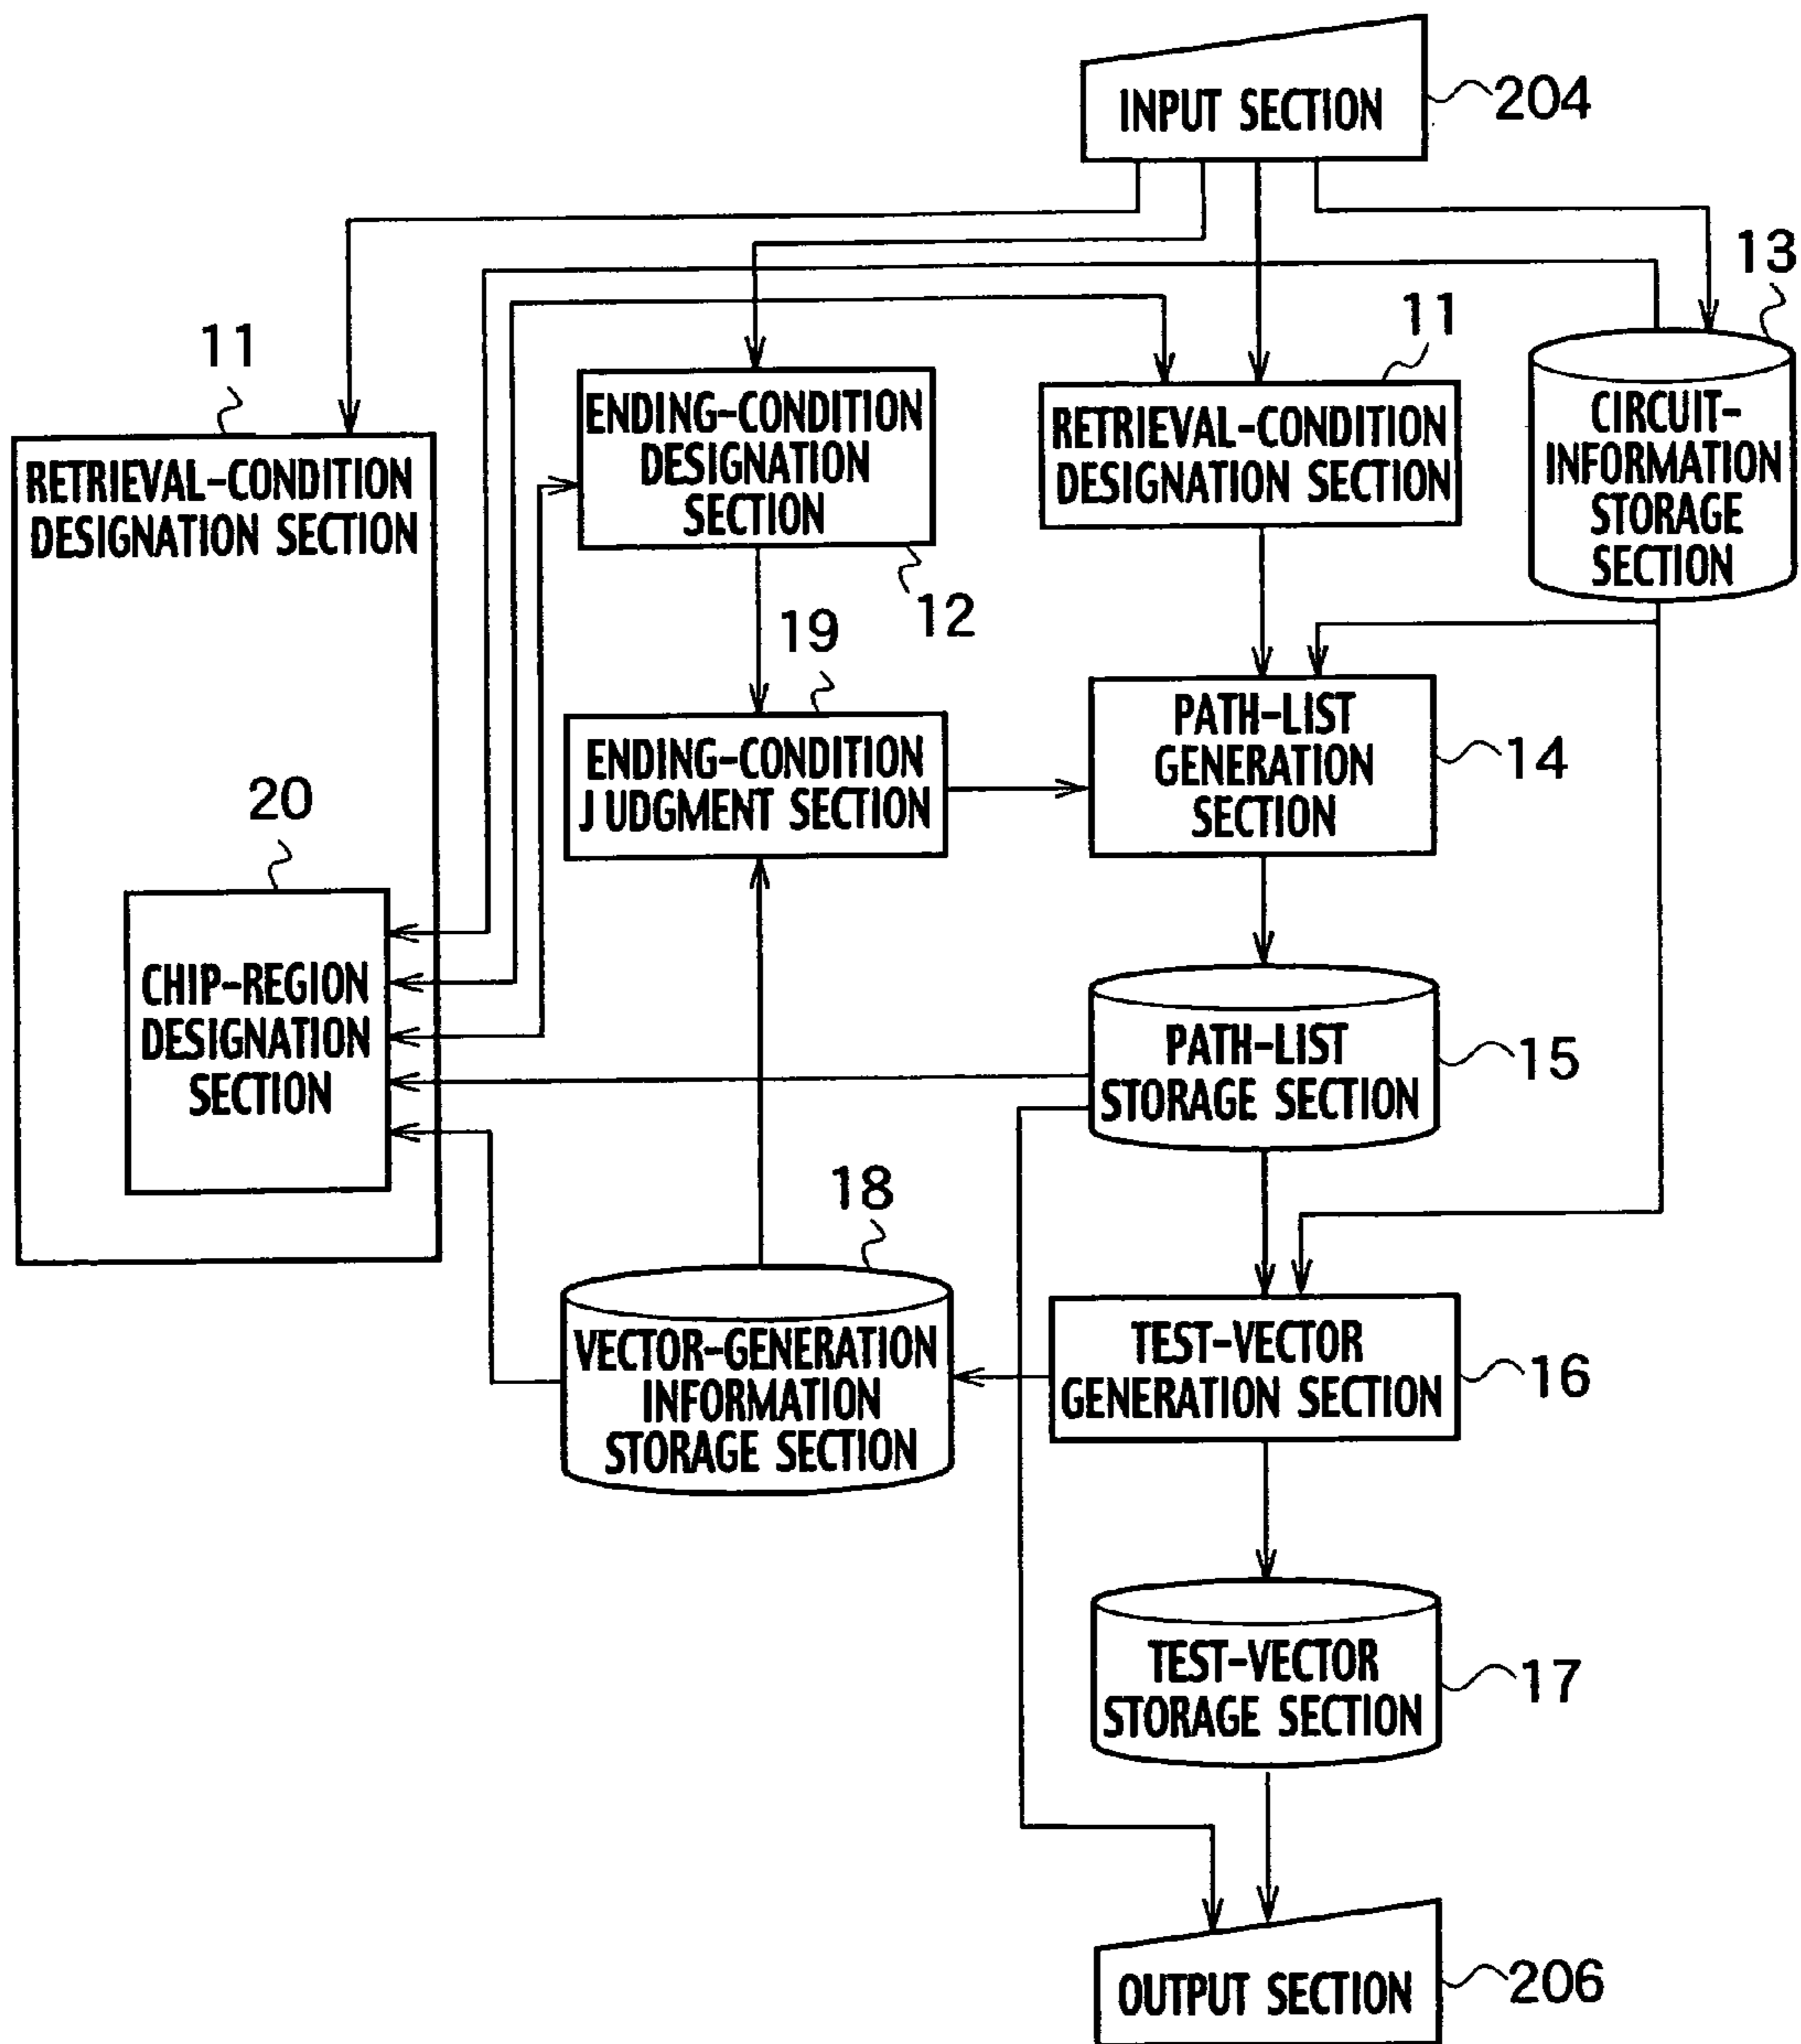 INPUT SECTION
204
13
11
11
ENDING-CONDITION
DESIGNATION
SECTION
12
RETRIEVAL-CONDITION
DESIGNATION SECTION
CIRCUIT-
INFORMATION
STORAGE
SECTION
RETRIEVAL-CONDITION
DESIGNATION SECTION
19
ENDING-CONDITION
JUDGMENT SECTION
PATH-LIST
GENERATION
SECTION
14
20
CHIP-REGION
DESIGNATION
SECTION
PATH-LIST
STORAGE SECTION
15
18
VECTOR-GENERATION
INFORMATION
STORAGE SECTION
TEST-VECTOR
GENERATION SECTION
16
TEST-VECTOR
STORAGE SECTION
17
OUTPUT SECTION
206